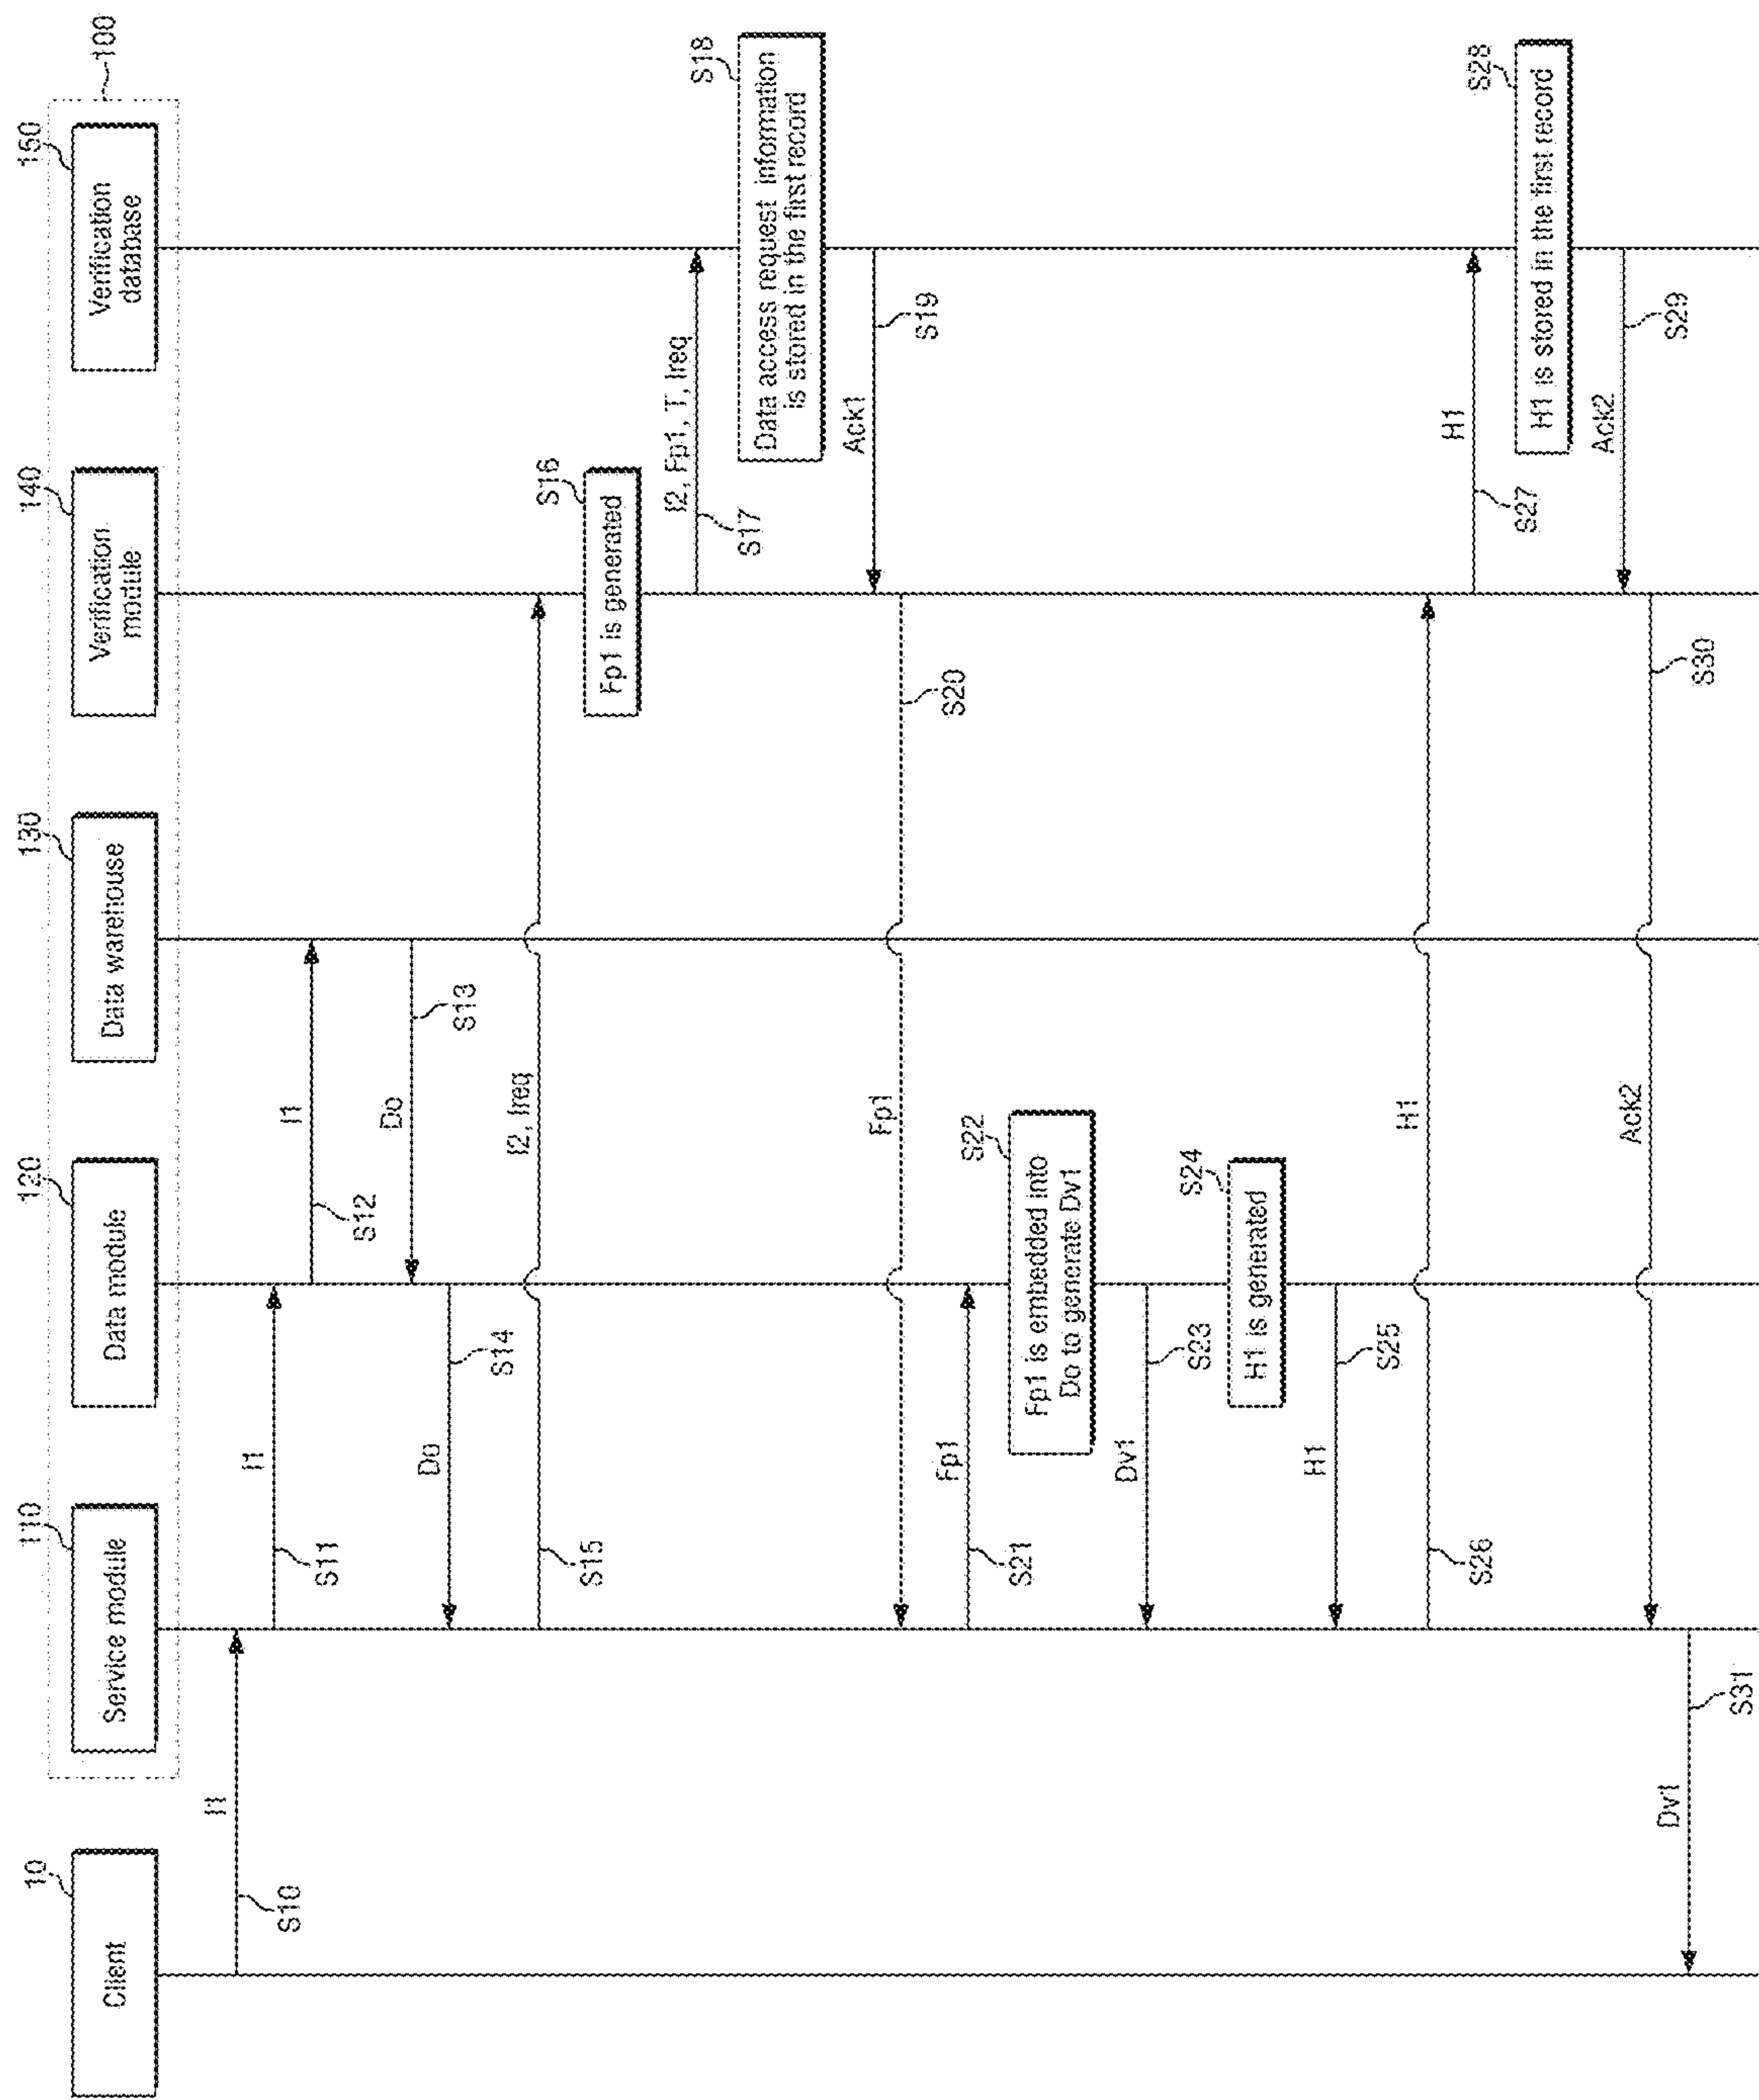 100
10
110
120
130
140
150
Client
Service module
Data module
Data warehouse
Verification
module
Verification
database
I1
S10
I1
S11
I1
S12
Do
S13
Do
S14
I2, Ireq
S15
S16
Fp1 is generated
I2, Fp1, T, Ireq
S17
S18
Data access request information
is stored in the first record
Ack1
S19
Fp1
S20
Fp1
S21
S22
Fp1 is embedded into
Do to generate Dv1
Dv1
S23
S24
H1 is generated
H1
S25
H1
S26
H1
S27
S28
H1 is stored in the first record
Ack2
S29
Ack2
S30
Dv1
S31